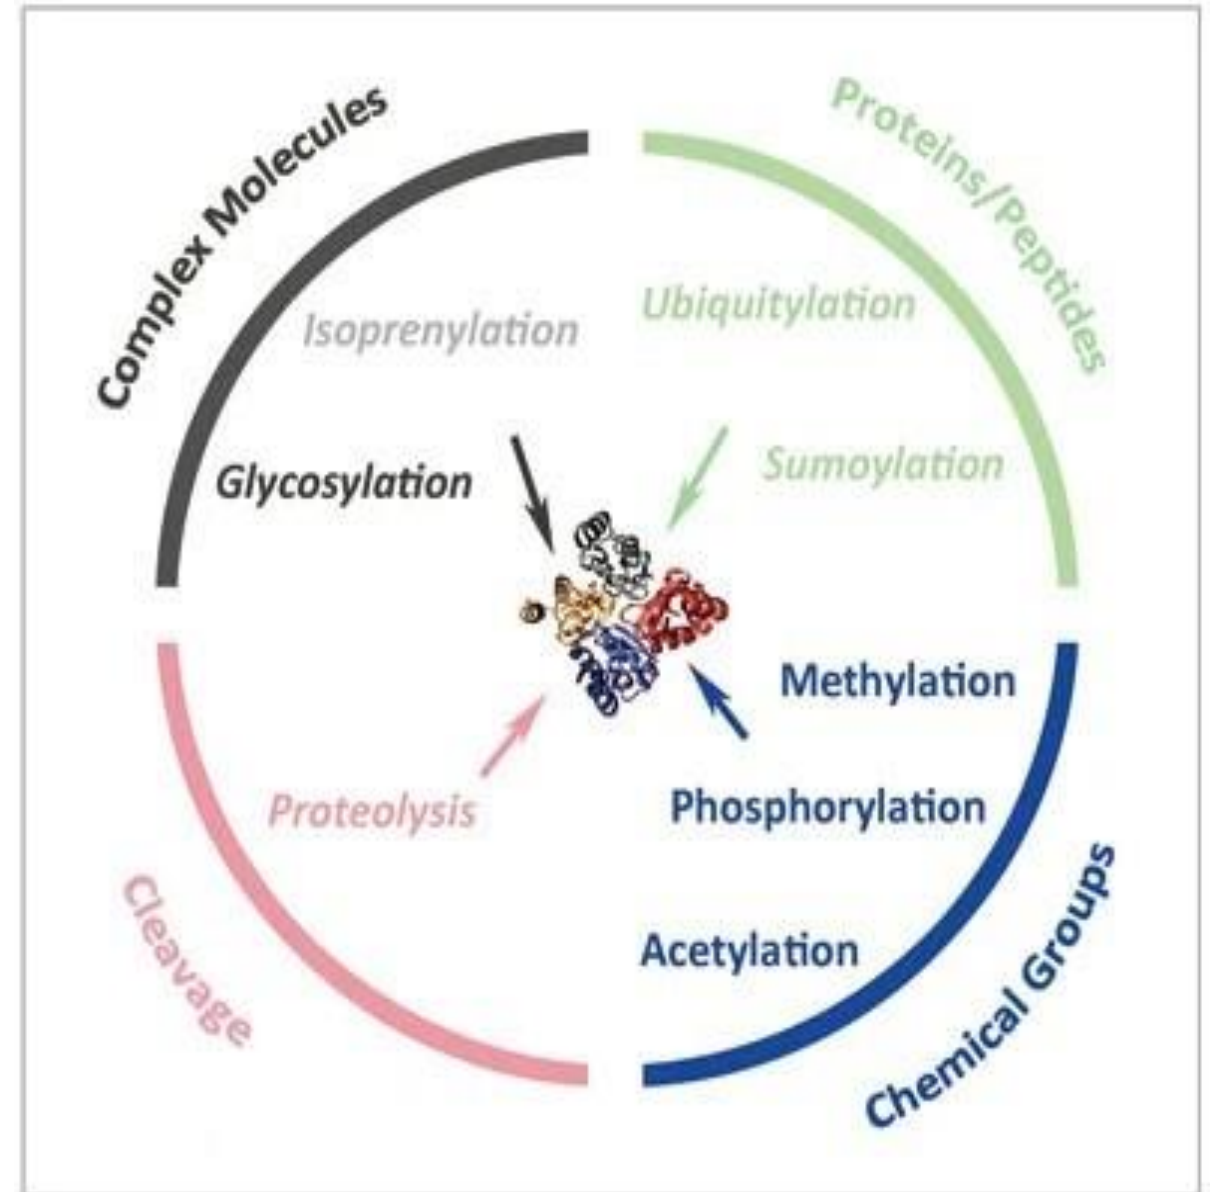 Complex Molecules
Proteins/Peptides
Isoprenylation
Ubiquitylation
Glycosylation
Sumoylation
Methylation
Proteolysis
Phosphorylation
Acetylation
Cleavage
Chemical Groups